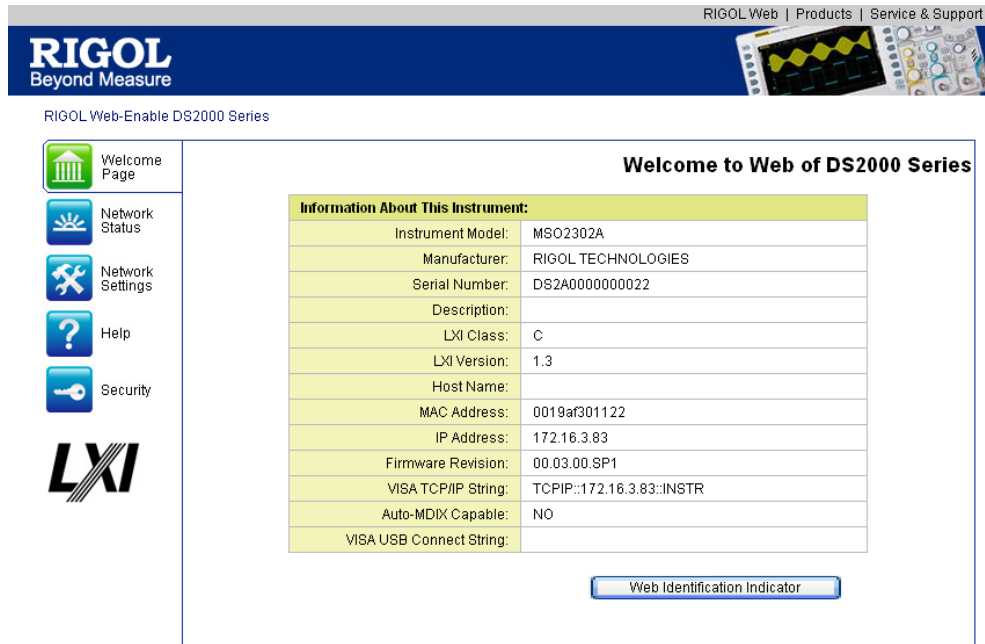 RIGOL Web | Products | Service & Support
RIGOL
Beyond Measure
RIGOL Web-Enable DS2000 Series
Welcome
Page
Network
Status
Network
Settings
Help
Security
LXI
Welcome to Web of DS2000 Series
Information About This Instrument:
Instrument Model: MSO2302A
Manufacturer: RIGOL TECHNOLOGIES
Serial Number: DS2A0000000022
Description:
LXI Class: C
LXI Version: 1.3
Host Name:
MAC Address: 0019af301122
IP Address: 172.16.3.83
Firmware Revision: 00.03.00.SP1
VISA TCP/IP String: TCPIP::172.16.3.83::INSTR
Auto-MDIX Capable: NO
VISA USB Connect String:
Web Identification Indicator